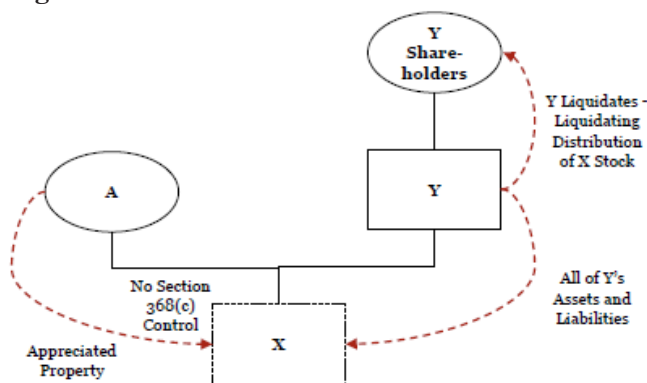 Y
Share-
holders
Y Liquidates -
Liquidating
Distribution
of X Stock
A
Y
No Section
368(c)
Control
All of Y's
Assets and
Liabilities
X
Appreciated
Property